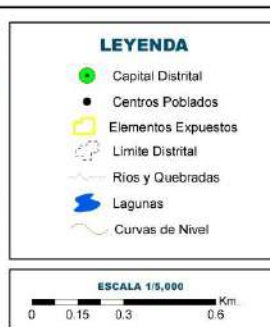 LEYENDA
Capital Distrital
Centros Poblados
Elementos Expuestos
Limite Distrital
Ríos y Quebradas
Lagunas
Curvas de Nivel
ESCALA 1/5,000
Km.
0 0.15 0.3 0.6